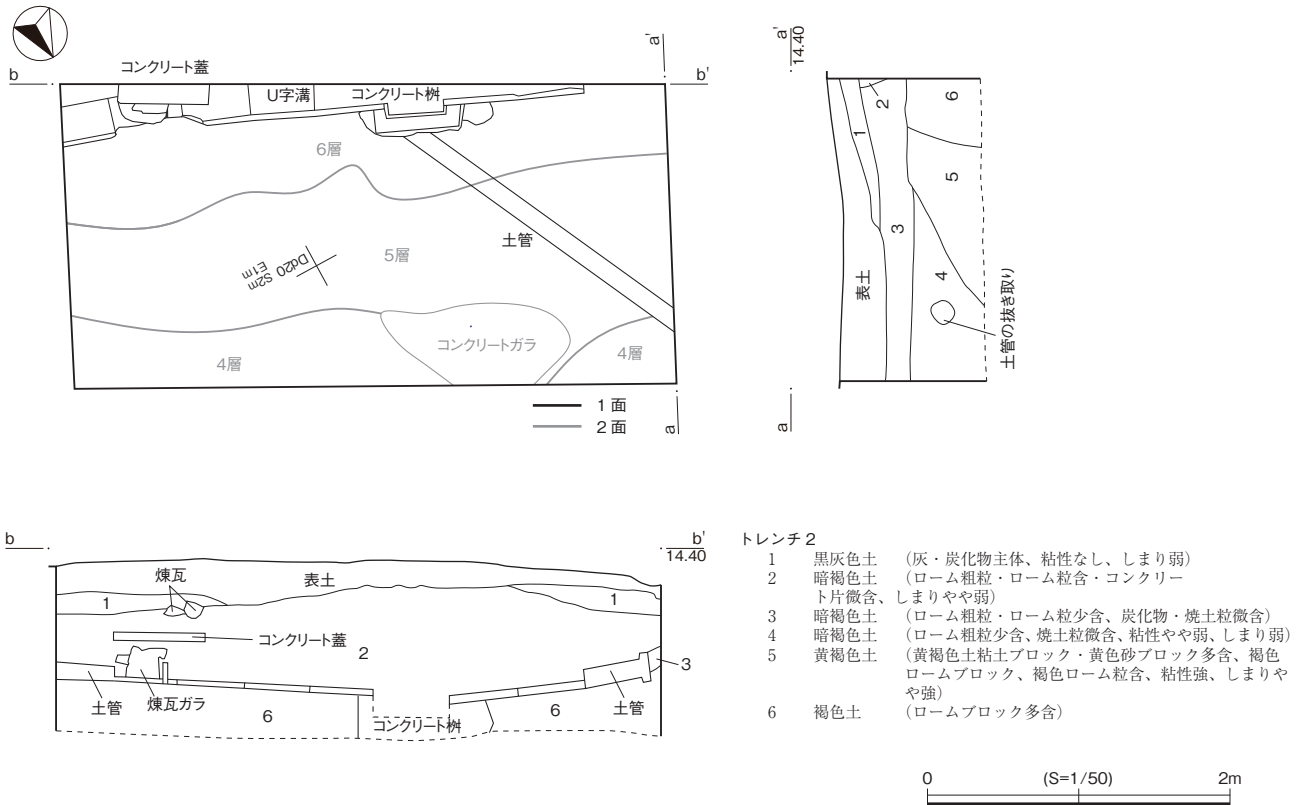 b
コンクリート蓋
U字溝
コンクリート桝
a'
b'
6層
5層
土管
Dd20 S2m
E1m
4層
コンクリートガラ
4層
1面
2面
a
a'
14.40
1
2
3
4
5
6
表土
土管の抜き取り
a
b
b'
14.40
煉瓦
表土
1
1
コンクリート蓋
2
3
土管
煉瓦ガラ
6
コンクリート桝
6
土管
トレンチ2
1 黒灰色土 （灰・炭化物主体、粘性なし、しまり弱）
2 暗褐色土 （ローム粗粒・ローム粒含・コンクリー
ト片微含、しまりやや弱）
3 暗褐色土 （ローム粗粒・ローム粒少含、炭化物・焼土粒微含）
4 暗褐色土 （ローム粗粒少含、焼土粒微含、粘性やや弱、しまり弱）
5 黄褐色土 （黄褐色土粘土ブロック・黄色砂ブロック多含、褐色
ロームブロック、褐色ローム粒含、粘性強、しまりや
や強）
6 褐色土 （ロームブロック多含）
0 (S=1/50) 2m